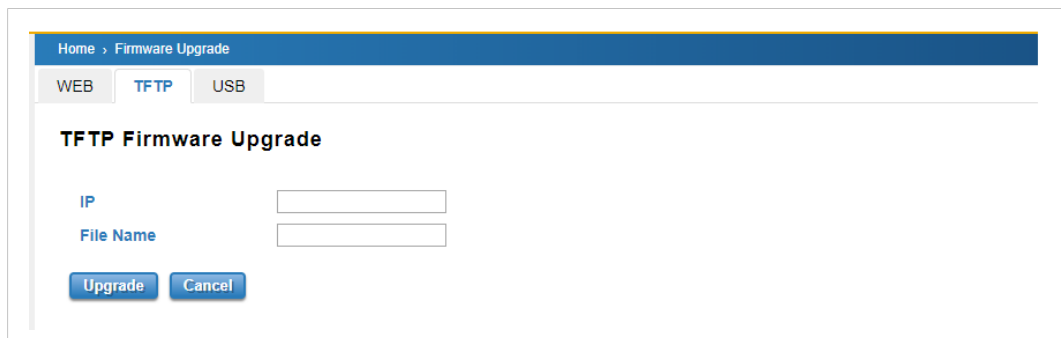 Home › Firmware Upgrade
WEB TFTP USB
TFTP Firmware Upgrade
IP
File Name
Upgrade Cancel